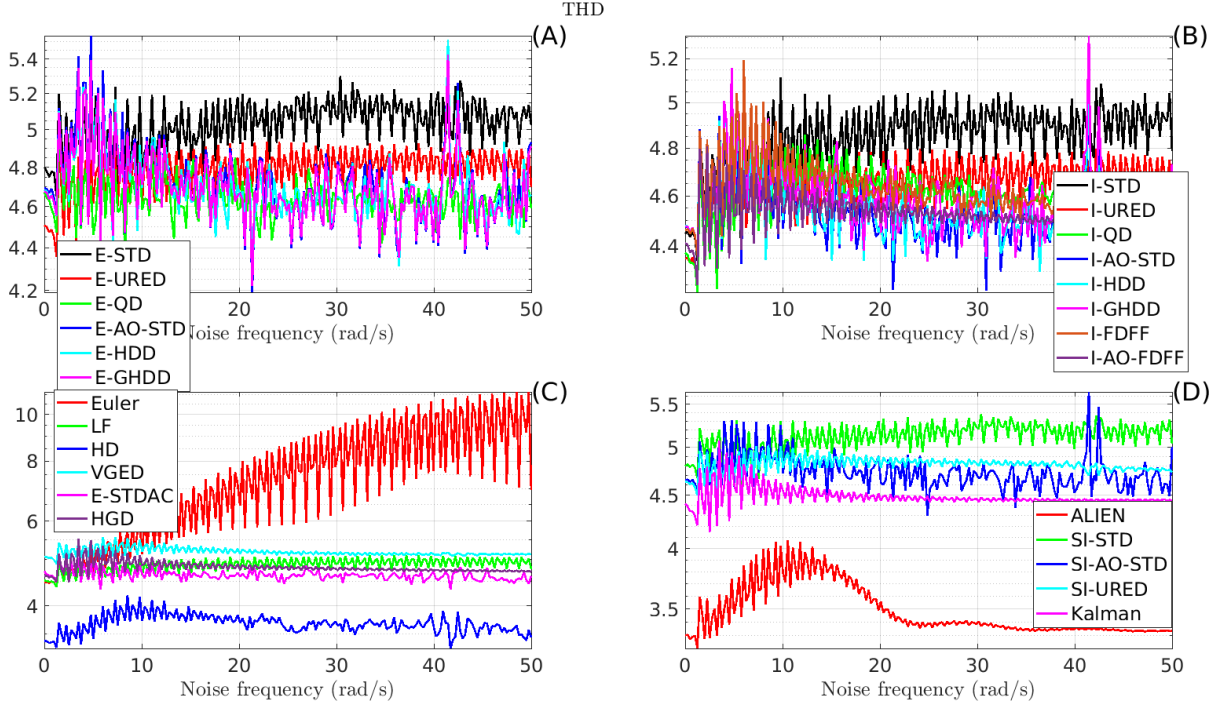 THD
(A)
5.4
5.2
5
4.8
4.6
4.4
4.2
0
10
20
30
40
50
Noise frequency (rad/s)
E-STD
E-URED
E-QD
E-AO-STD
E-HDD
E-GHDD
(B)
5.2
5
4.8
4.6
4.4
0
10
20
30
40
50
Noise frequency (rad/s)
I-STD
I-URED
I-QD
I-AO-STD
I-HDD
I-GHDD
I-FDFF
I-AO-FDFF
(C)
10
8
6
4
0
10
20
30
40
50
Noise frequency (rad/s)
Euler
LF
HD
VGED
E-STDAC
HGD
(D)
5.5
5
4.5
4
3.5
0
10
20
30
40
50
Noise frequency (rad/s)
ALIEN
SI-STD
SI-AO-STD
SI-URED
Kalman